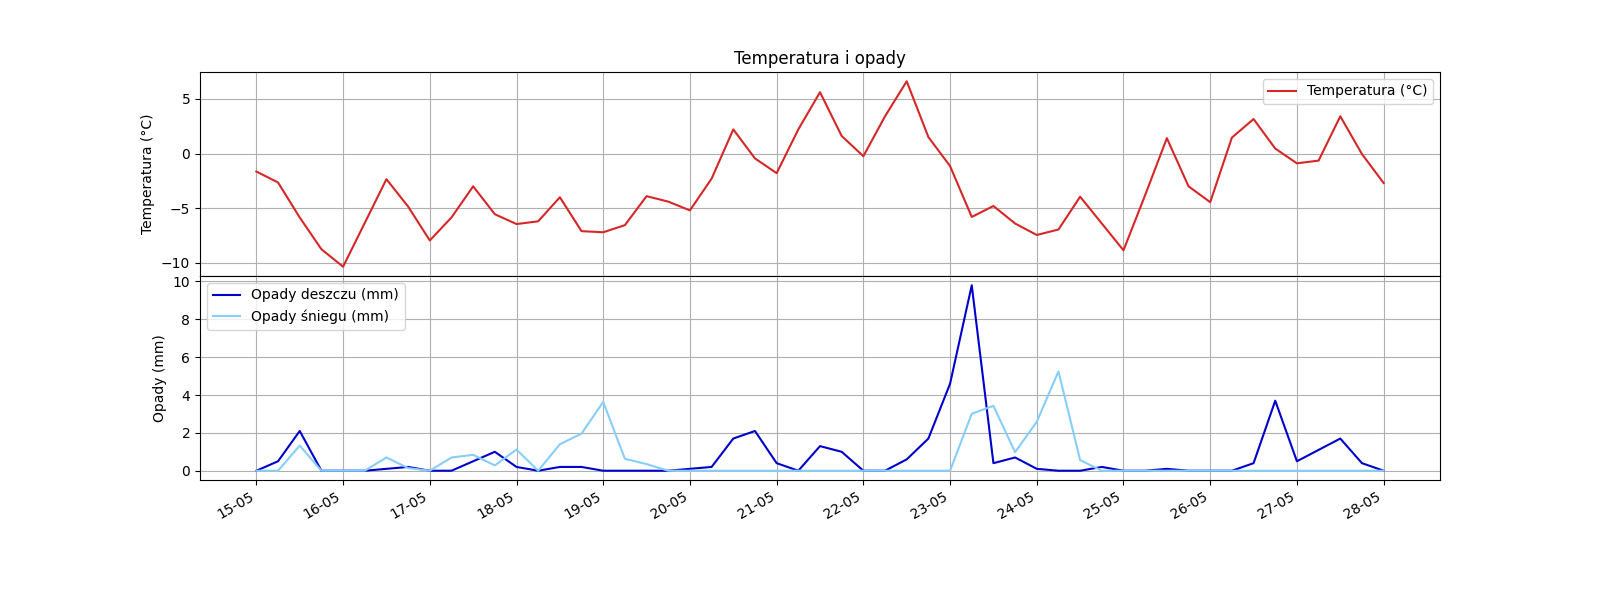 Temperatura i opady
Temperatura (°C)
Temperatura (°C)
5
0
−5
−10
Opady (mm)
Opady deszczu (mm)
Opady śniegu (mm)
10
8
6
4
2
0
15-05 16-05 17-05 18-05 19-05 20-05 21-05 22-05 23-05 24-05 25-05 26-05 27-05 28-05